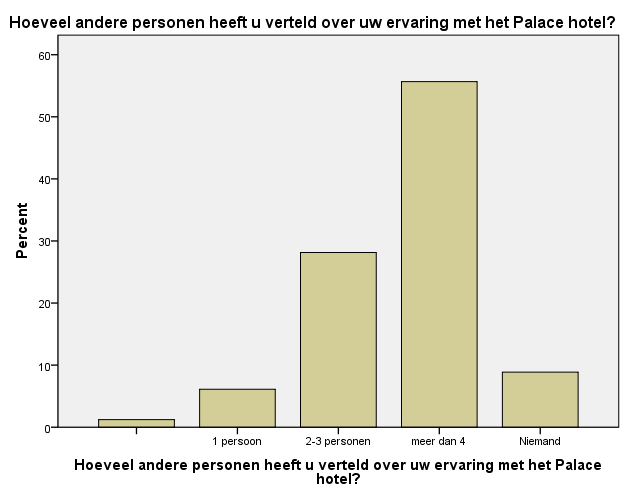 Hoeveel andere personen heeft u verteld over uw ervaring met het Palace hotel?
60
50
40
30
20
10
0
Percent
1 persoon
2-3 personen
meer dan 4
Niemand
Hoeveel andere personen heeft u verteld over uw ervaring met het Palace
hotel?